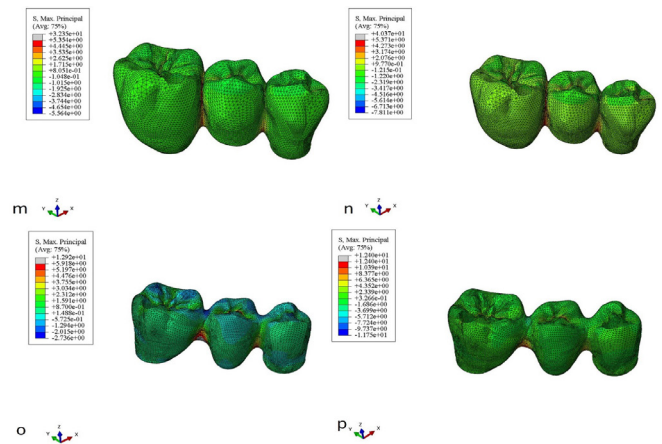 S, Max. Principal
(Avg: 75%)
+3.235e+01
+5.354e+00
+4.445e+00
+3.535e+00
+2.625e+00
+1.715e+00
+8.051e-01
-1.048e-01
-1.015e+00
-1.925e+00
-2.834e+00
-3.744e+00
-4.654e+00
-5.564e+00
m
Z
Y
X
S, Max. Principal
(Avg: 75%)
+4.037e+01
+5.371e+00
+4.273e+00
+3.174e+00
+2.076e+00
+9.770e-01
-1.215e-01
-1.220e+00
-2.319e+00
-3.417e+00
-4.516e+00
-5.614e+00
-6.713e+00
-7.811e+00
n
Z
Y
X
S, Max. Principal
(Avg: 75%)
+1.292e+01
+5.918e+00
+5.197e+00
+4.476e+00
+3.755e+00
+3.034e+00
+2.312e+00
+1.591e+00
+8.700e-01
+1.488e-01
-5.725e-01
-1.294e+00
-2.015e+00
-2.736e+00
o
Z
Y
X
S, Max. Principal
(Avg: 75%)
+1.240e+01
+1.240e+01
+1.039e+01
+8.377e+00
+6.365e+00
+4.352e+00
+2.339e+00
+3.266e-01
-1.686e+00
-3.699e+00
-5.712e+00
-7.724e+00
-9.737e+00
-1.175e+01
p
Z
Y
X